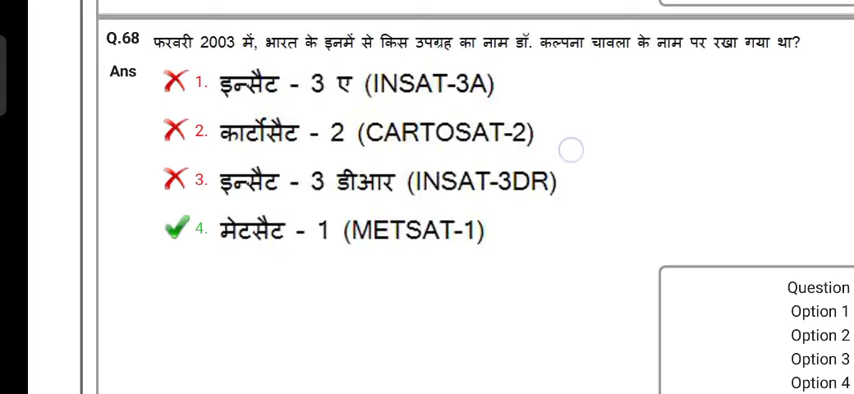 Q.68 फरवरी 2003 में, भारत के इनमें से किस उपग्रह का नाम डॉ. कल्पना चावला के नाम पर रखा गया था?
Ans
1. इन्सैट - 3 ए (INSAT-3A)
2. कार्टोसैट - 2 (CARTOSAT-2)
3. इन्सैट - 3 डीआर (INSAT-3DR)
4. मेटसैट - 1 (METSAT-1)
Question
Option 1
Option 2
Option 3
Option 4